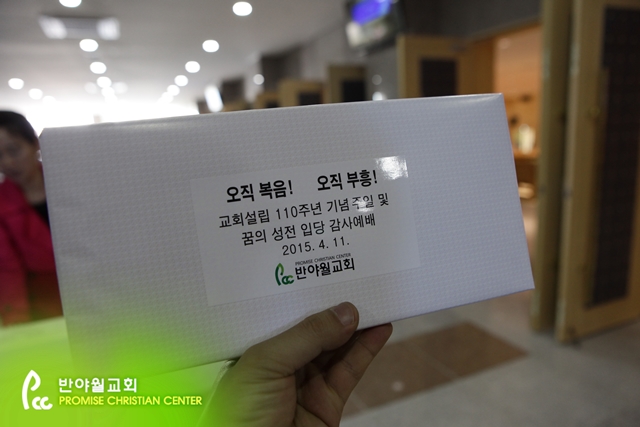 오직 복음!  오직 부흥!
교회설립 110주년 기념주일 및
꿈의 성전 입당 감사예배
2015. 4. 11.
PROMISE CHRISTIAN CENTER
Pcc 반야월교회
Pcc 반야월교회
PROMISE CHRISTIAN CENTER